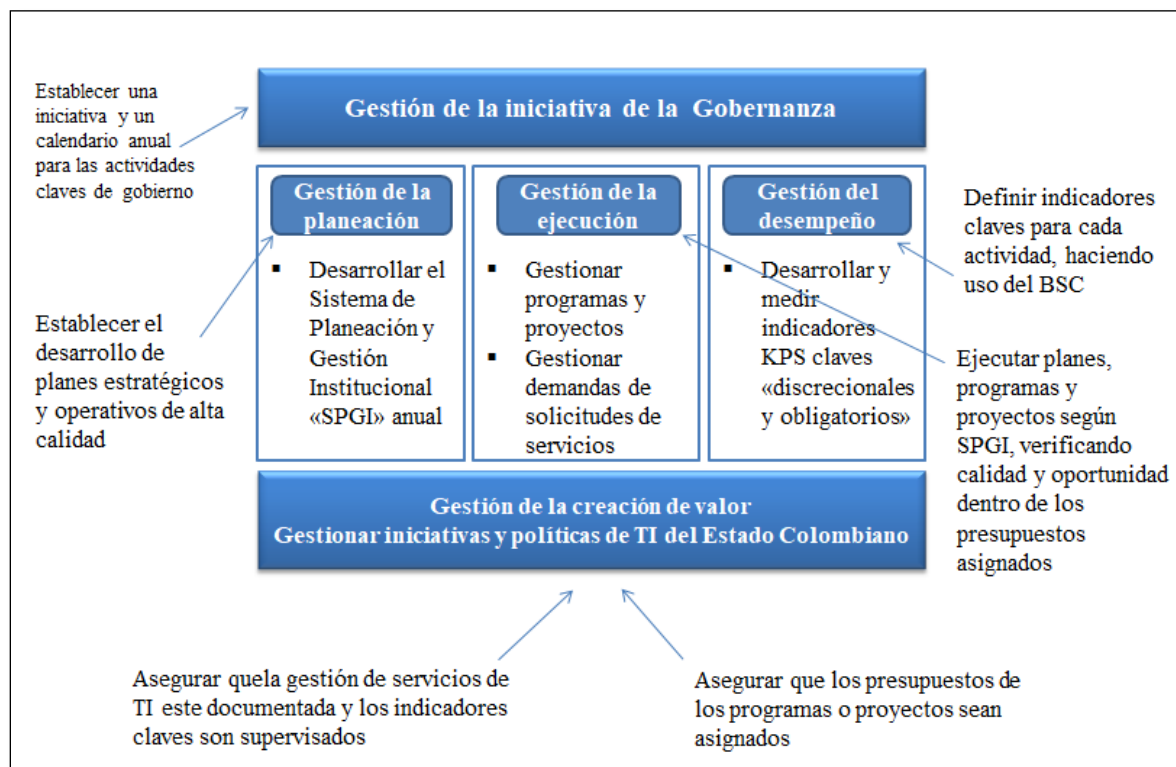 Establecer una
iniciativa y un
calendario anual
para las actividades
claves de gobierno
Gestión de la iniciativa de la Gobernanza
Gestión de la
planeación
▪ Desarrollar el
Sistema de
Planeación y
Gestión
Institucional
«SPGI» anual
Gestión de la
ejecución
▪ Gestionar
programas y
proyectos
▪ Gestionar
demandas de
solicitudes de
servicios
Gestión del
desempeño
▪ Desarrollar y
medir
indicadores
KPS claves
«discrecionales
y obligatorios»
Definir indicadores
claves para cada
actividad, haciendo
uso del BSC
Establecer el
desarrollo de
planes estratégicos
y operativos de alta
calidad
Ejecutar planes,
programas y
proyectos según
SPGI, verificando
calidad y oportunidad
dentro de los
presupuestos
asignados
Gestión de la creación de valor
Gestionar iniciativas y políticas de TI del Estado Colombiano
Asegurar quela gestión de servicios de
TI este documentada y los indicadores
claves son supervisados
Asegurar que los presupuestos de
los programas o proyectos sean
asignados